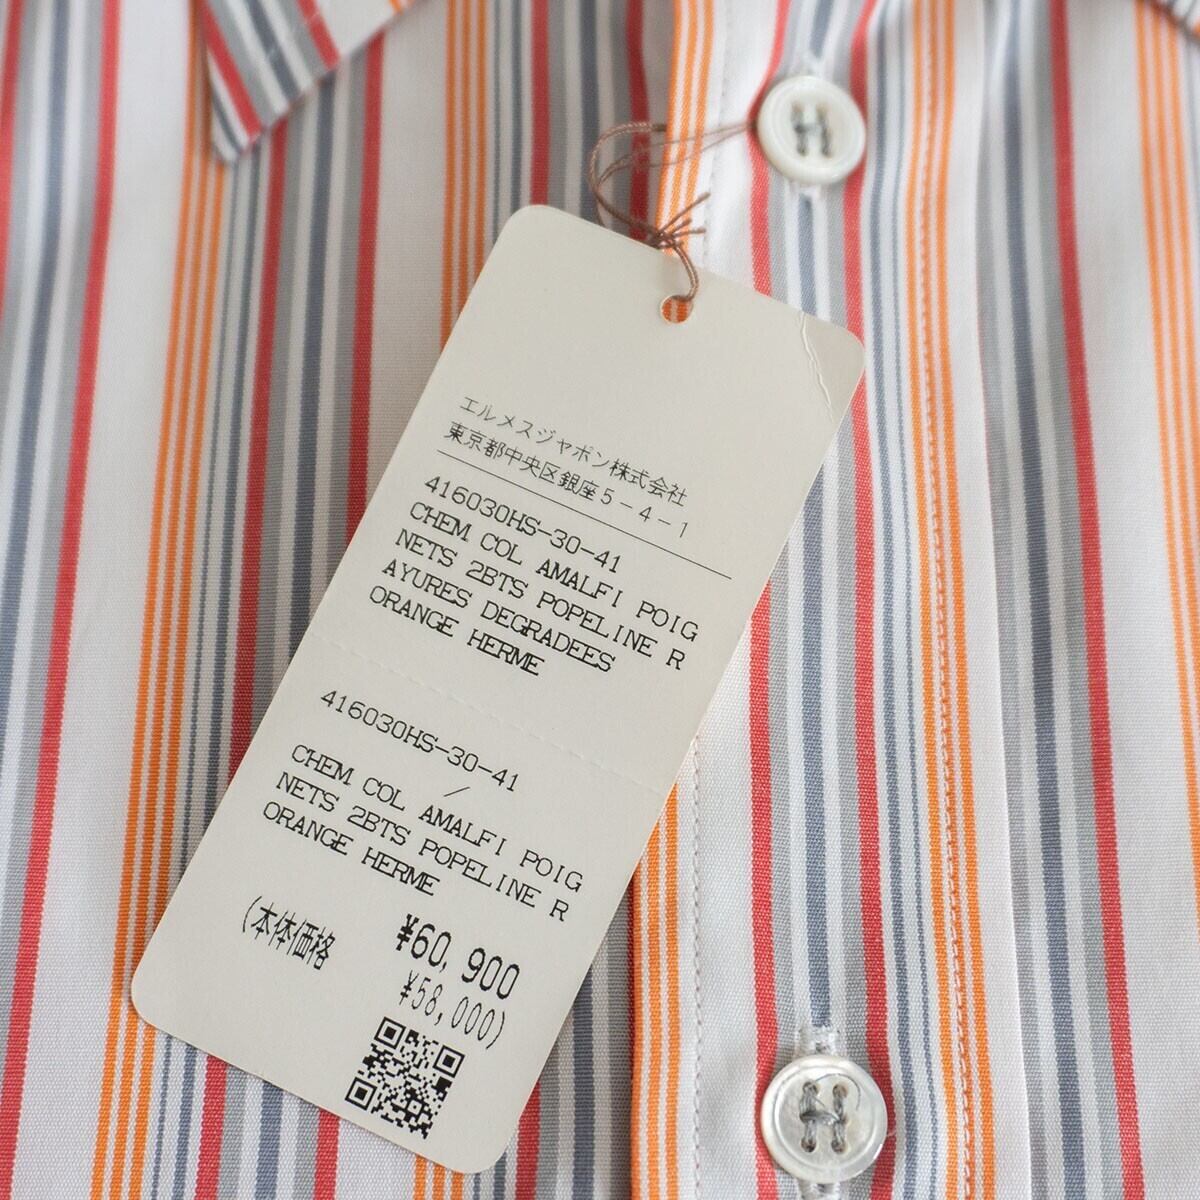 エルメスジャポン株式会社
東京都中央区銀座5-4-1
416030HS-30-41
CHEM COL AMALFI POIG
NETS 2BTS POPELINE R
AYURES DEGRADEES
ORANGE HERME
416030HS-30-41
CHEM COL AMALFI POIG
NETS 2BTS POPELINE R
ORANGE HERME
¥60,900
(本体価格 ¥58,000)